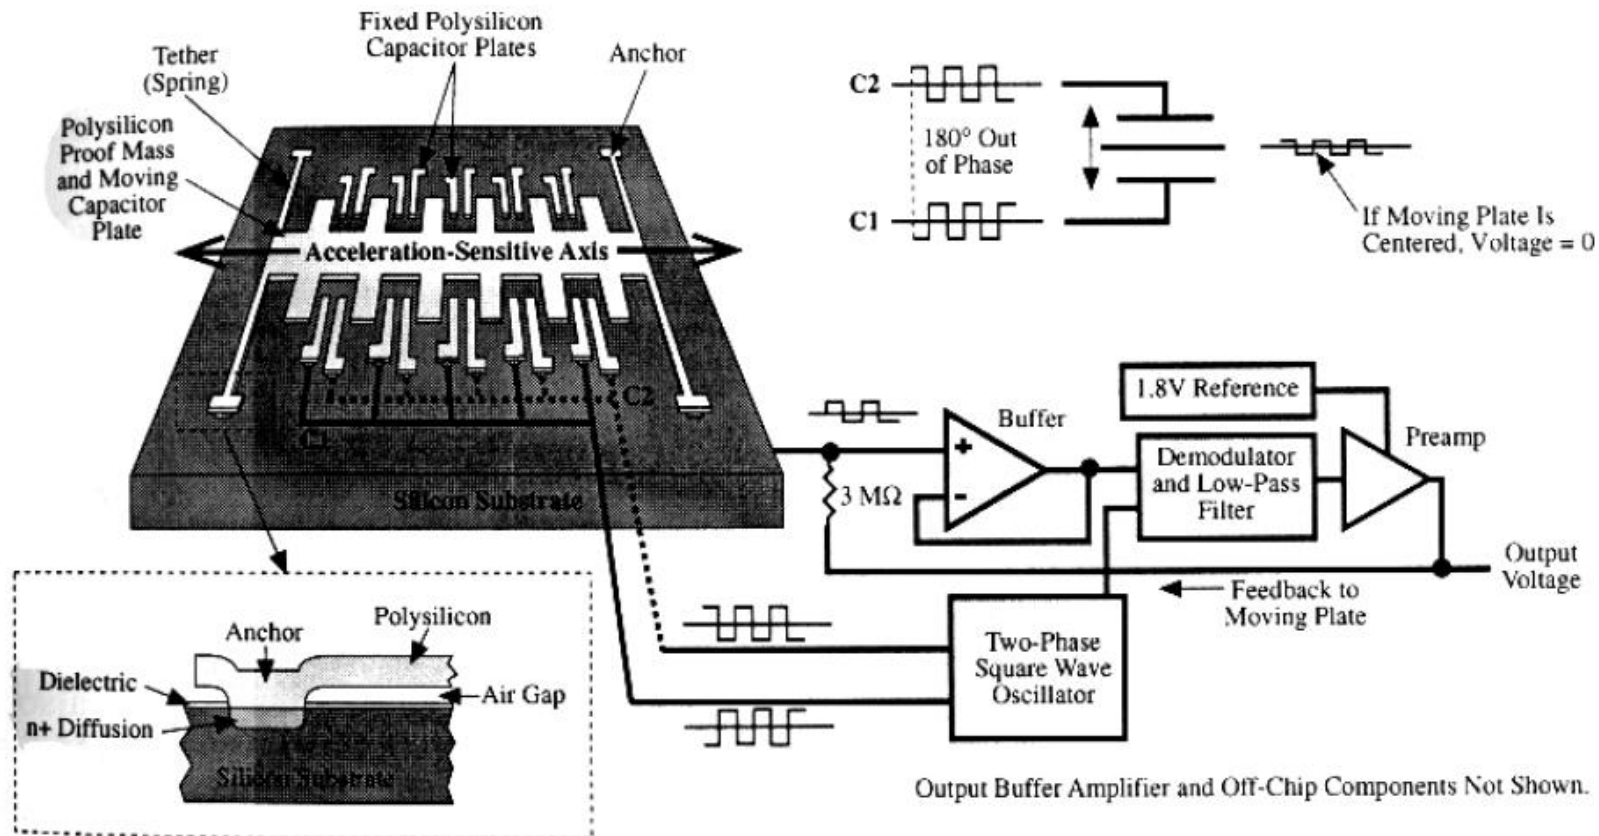 Fixed Polysilicon
Capacitor Plates
Tether
(Spring)
Anchor
Polysilicon
Proof Mass
and Moving
Capacitor
Plate
Acceleration-Sensitive Axis
C2
C1
Silicon Substrate
C2
180° Out
of Phase
C1
If Moving Plate Is
Centered, Voltage = 0
1.8V Reference
Buffer
Preamp
+
-
3 MΩ
Demodulator
and Low-Pass
Filter
Output
Voltage
Feedback to
Moving Plate
Two-Phase
Square Wave
Oscillator
Anchor
Polysilicon
Dielectric
Air Gap
n+ Diffusion
Silicon Substrate
Output Buffer Amplifier and Off-Chip Components Not Shown.